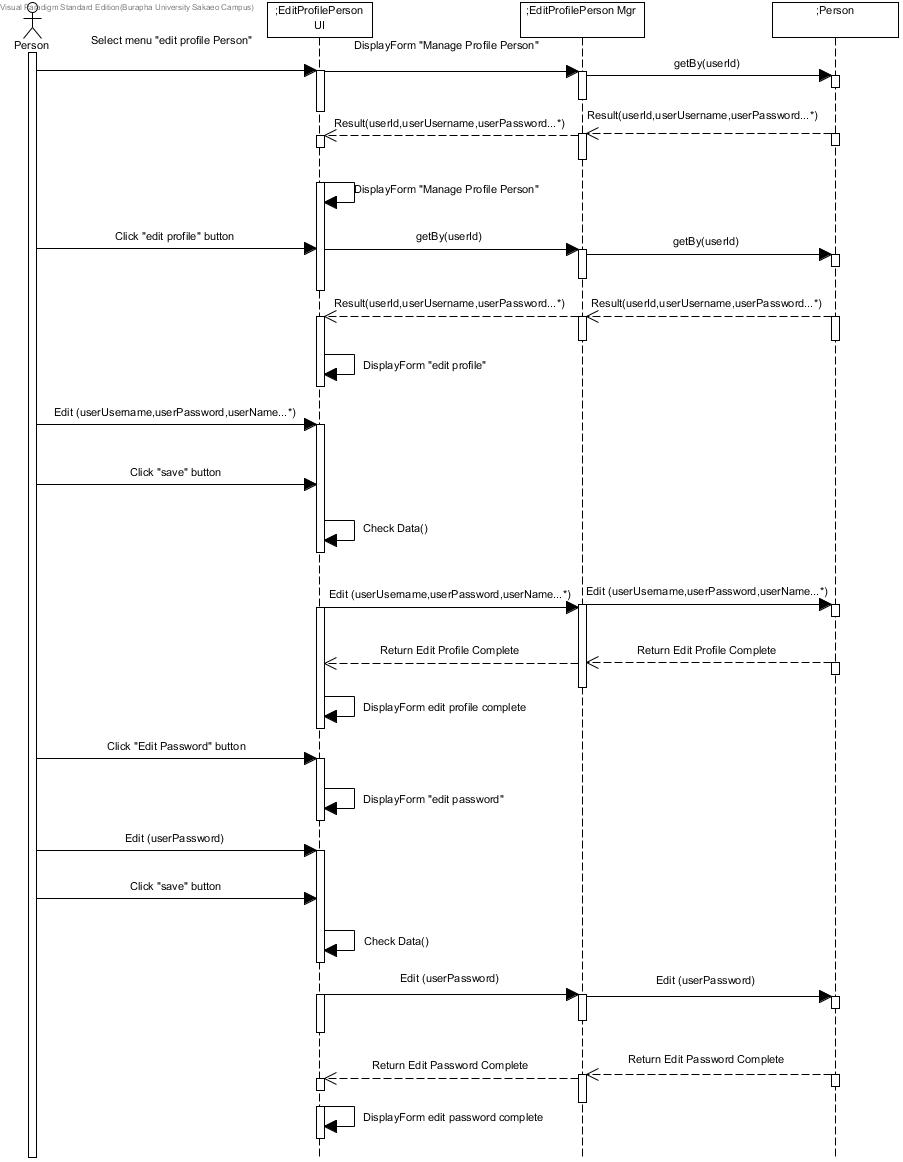 Visual Paradigm Standard Edition(Burapha University Sakaeo Campus)
;EditProfilePerson
UI
;EditProfilePerson Mgr
;Person
Person
Select menu "edit profile Person"
DisplayForm "Manage Profile Person"
getBy(userId)
Result(userId,userUsername,userPassword...*)
Result(userId,userUsername,userPassword...*)
DisplayForm "Manage Profile Person"
Click "edit profile" button
getBy(userId)
getBy(userId)
Result(userId,userUsername,userPassword...*)
Result(userId,userUsername,userPassword...*)
DisplayForm "edit profile"
Edit (userUsername,userPassword,userName...*)
Click "save" button
Check Data()
Edit (userUsername,userPassword,userName...*)
Edit (userUsername,userPassword,userName...*)
Return Edit Profile Complete
Return Edit Profile Complete
DisplayForm edit profile complete
Click "Edit Password" button
DisplayForm "edit password"
Edit (userPassword)
Click "save" button
Check Data()
Edit (userPassword)
Edit (userPassword)
Return Edit Password Complete
Return Edit Password Complete
DisplayForm edit password complete